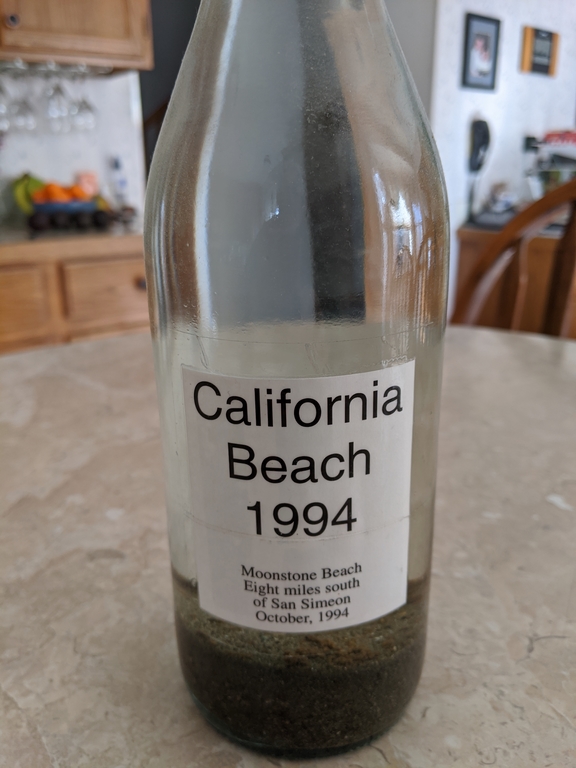 California
Beach
1994
Moonstone Beach
Eight miles south
of San Simeon
October, 1994